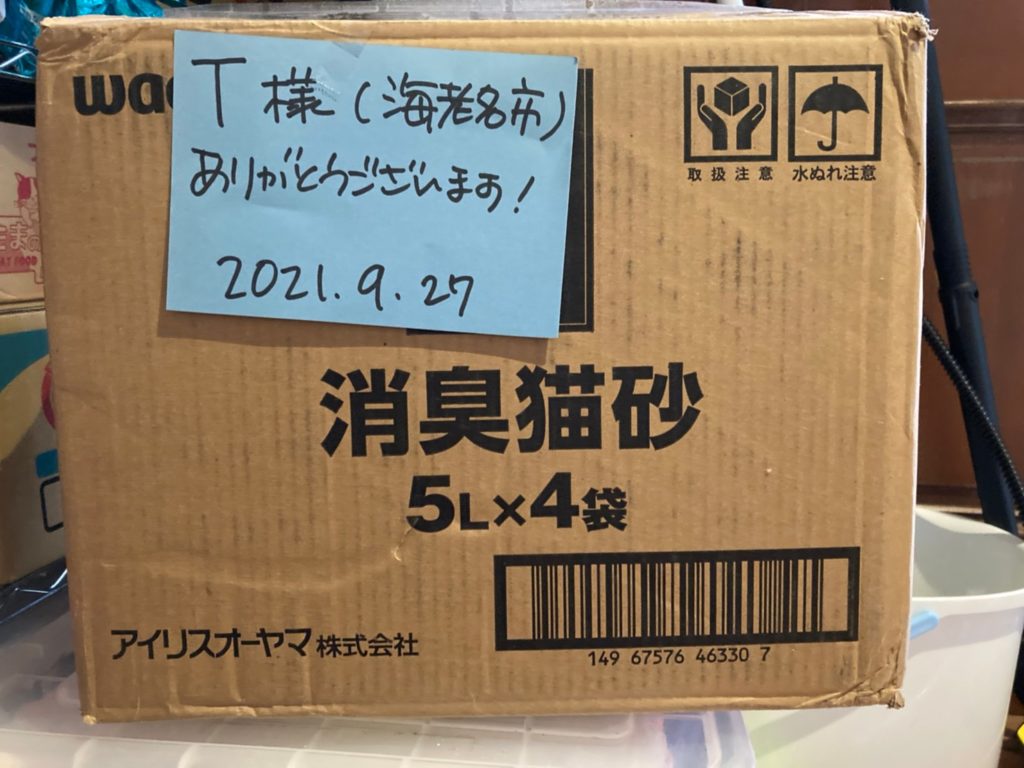 T 様 (海老名市)
ありがとうございます!
2021.9.27
取扱注意
水ぬれ注意
消臭猫砂
5L×4袋
アイリスオーヤマ株式会社
149 67576 46330 7